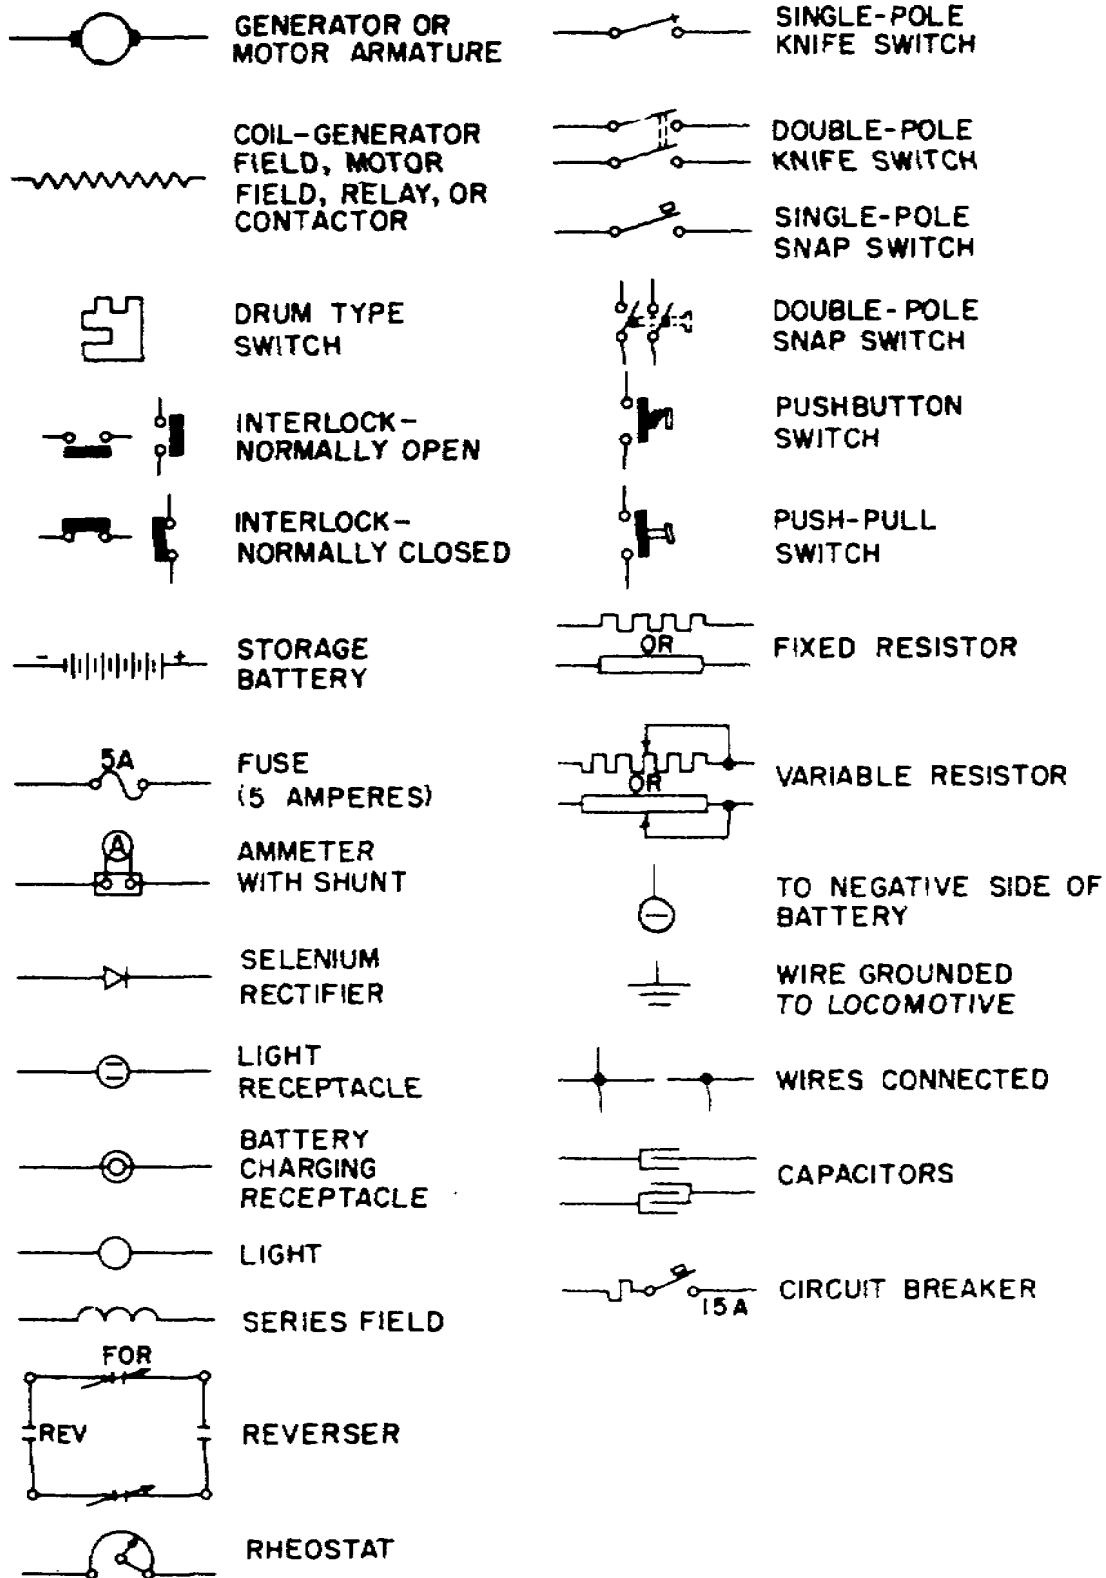 GENERATOR OR
MOTOR ARMATURE
COIL-GENERATOR
FIELD, MOTOR
FIELD, RELAY, OR
CONTACTOR
DRUM TYPE
SWITCH
INTERLOCK-
NORMALLY OPEN
INTERLOCK-
NORMALLY CLOSED
- +
STORAGE
BATTERY
5A
FUSE
(5 AMPERES)
A
AMMETER
WITH SHUNT
SELENIUM
RECTIFIER
LIGHT
RECEPTACLE
BATTERY
CHARGING
RECEPTACLE
LIGHT
SERIES FIELD
FOR
REV
REVERSER
RHEOSTAT
SINGLE-POLE
KNIFE SWITCH
DOUBLE-POLE
KNIFE SWITCH
SINGLE-POLE
SNAP SWITCH
DOUBLE-POLE
SNAP SWITCH
PUSHBUTTON
SWITCH
PUSH-PULL
SWITCH
OR
FIXED RESISTOR
OR
VARIABLE RESISTOR
TO NEGATIVE SIDE OF
BATTERY
WIRE GROUNDED
TO LOCOMOTIVE
WIRES CONNECTED
CAPACITORS
15A
CIRCUIT BREAKER